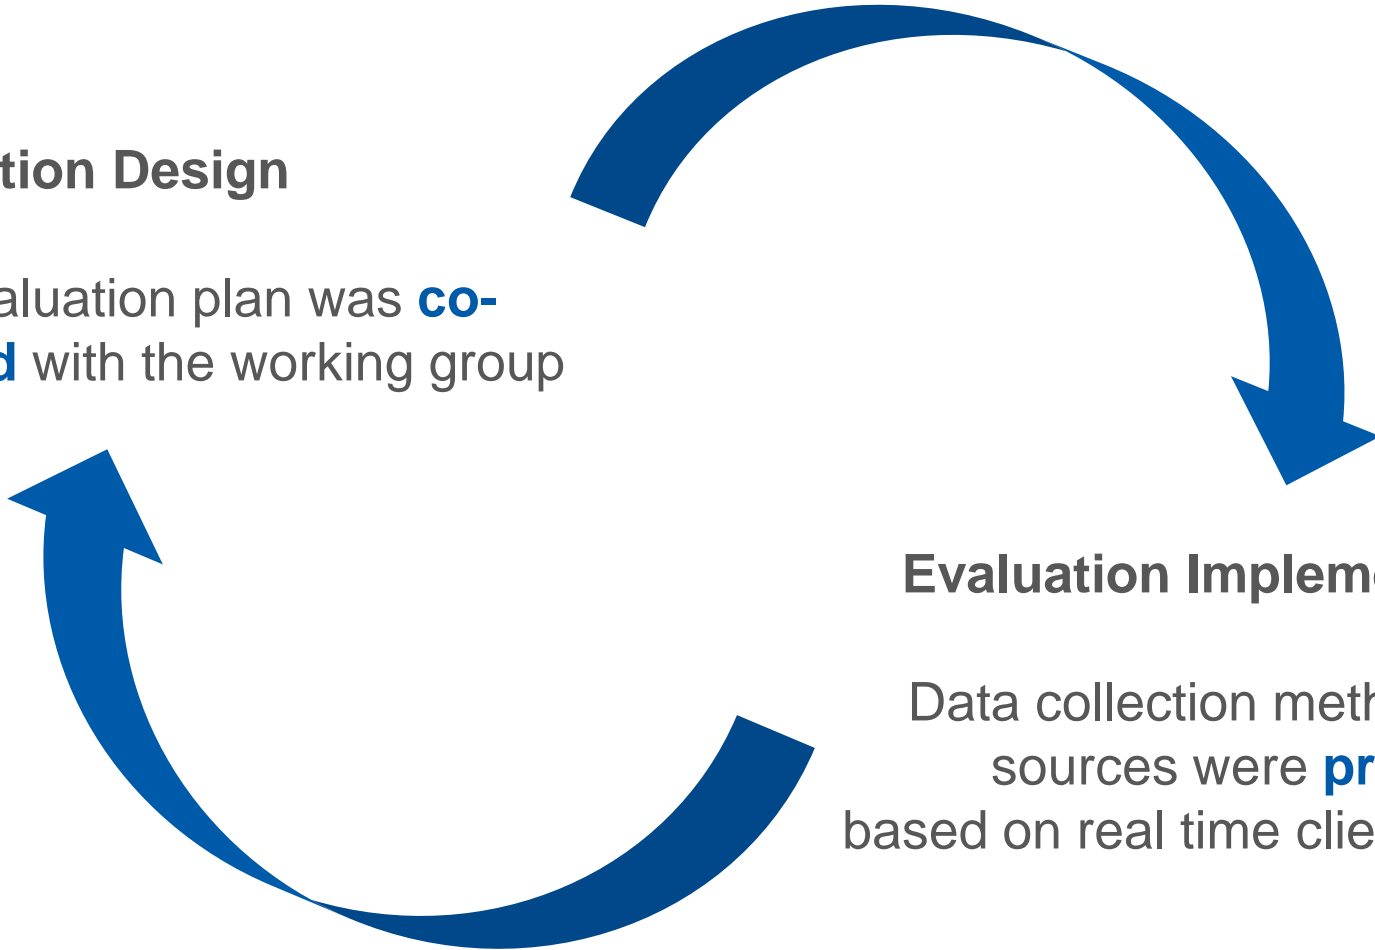 tion Design
aluation plan was co-
d with the working group
Evaluation Implem
Data collection meth
sources were pr
based on real time clie